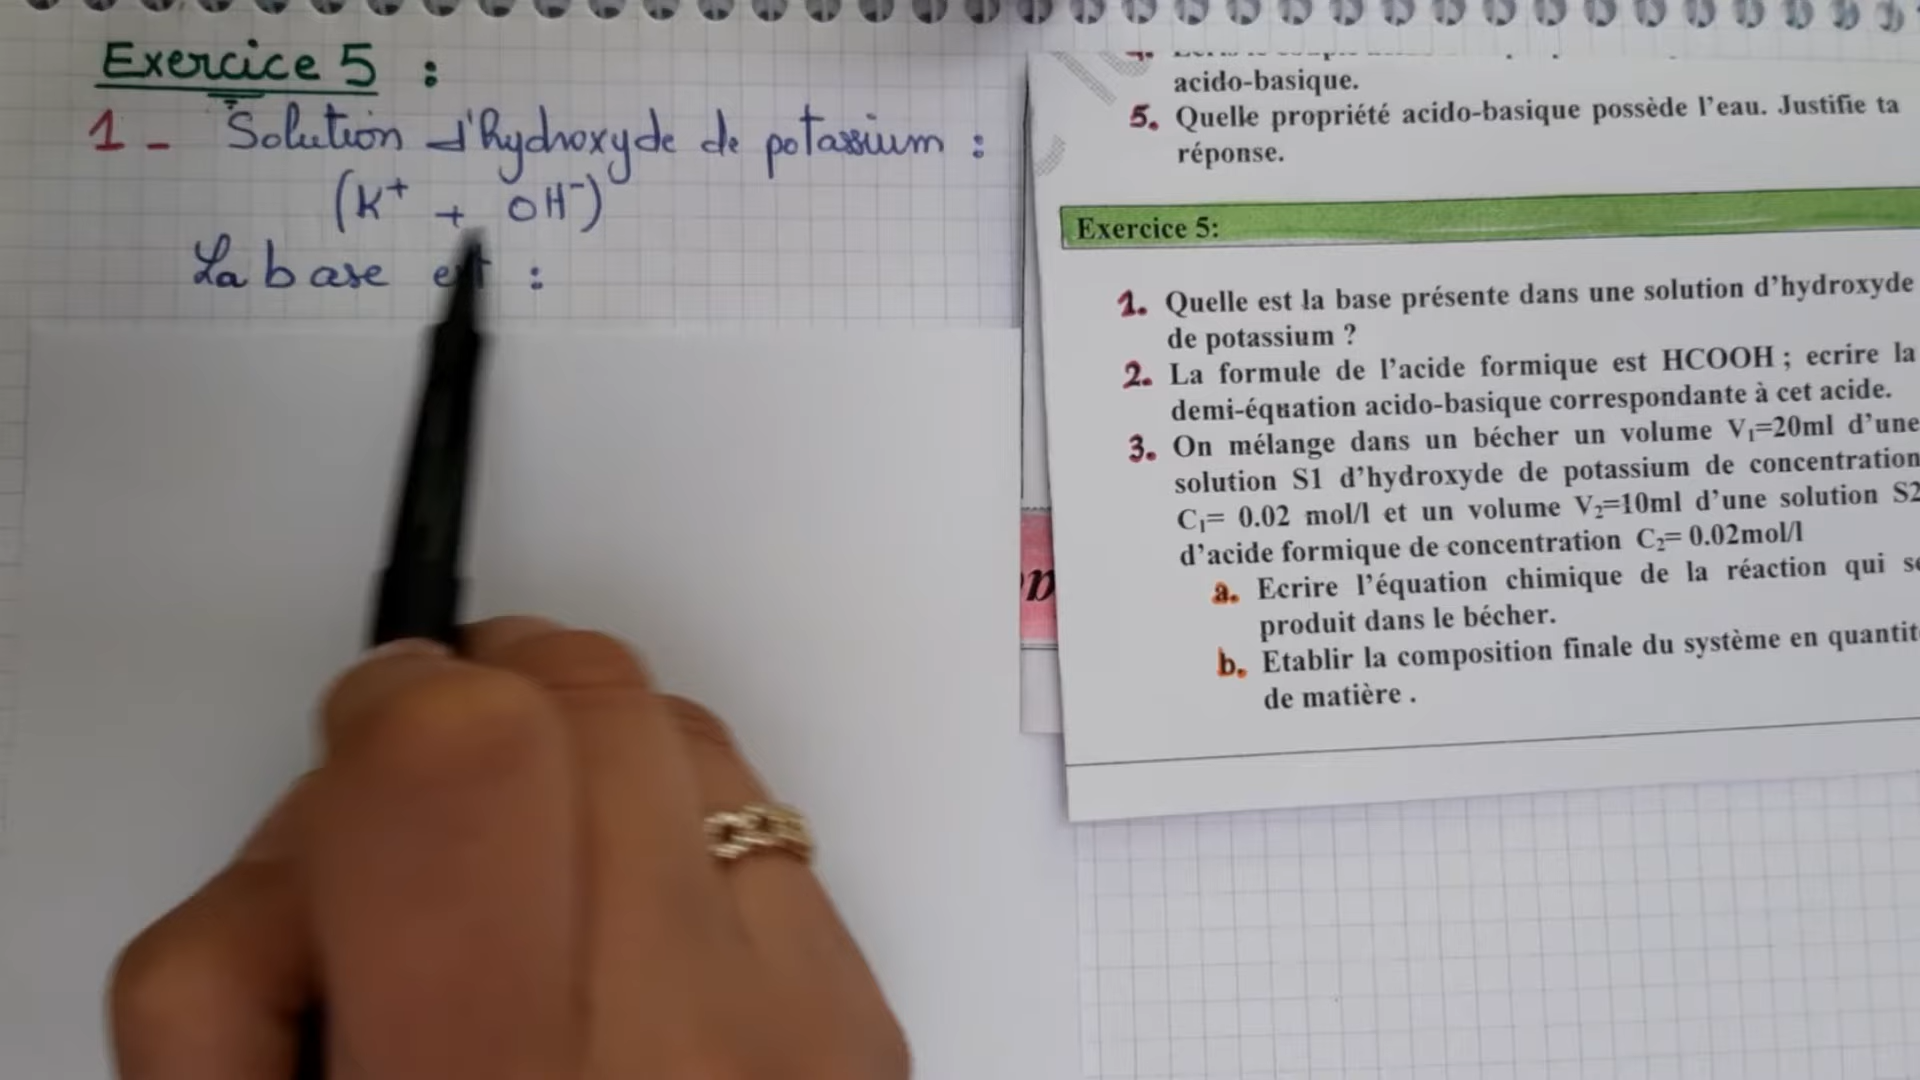 Exercice 5 :
1 - Solution d'hydroxyde de potassium :
(K⁺ + OH⁻)
La base est :
acido-basique.
5. Quelle propriété acido-basique possède l'eau. Justifie ta
réponse.
Exercice 5:
1. Quelle est la base présente dans une solution d'hydroxyde
de potassium ?
2. La formule de l'acide formique est HCOOH ; ecrire la
demi-équation acido-basique correspondante à cet acide.
3. On mélange dans un bécher un volume V₁=20ml d'une
solution S1 d'hydroxyde de potassium de concentration
C₁= 0.02 mol/l et un volume V₂=10ml d'une solution S2
d'acide formique de concentration C₂= 0.02mol/l
a. Ecrire l'équation chimique de la réaction qui
produit dans le bécher.
b. Etablir la composition finale du système en
de matière .